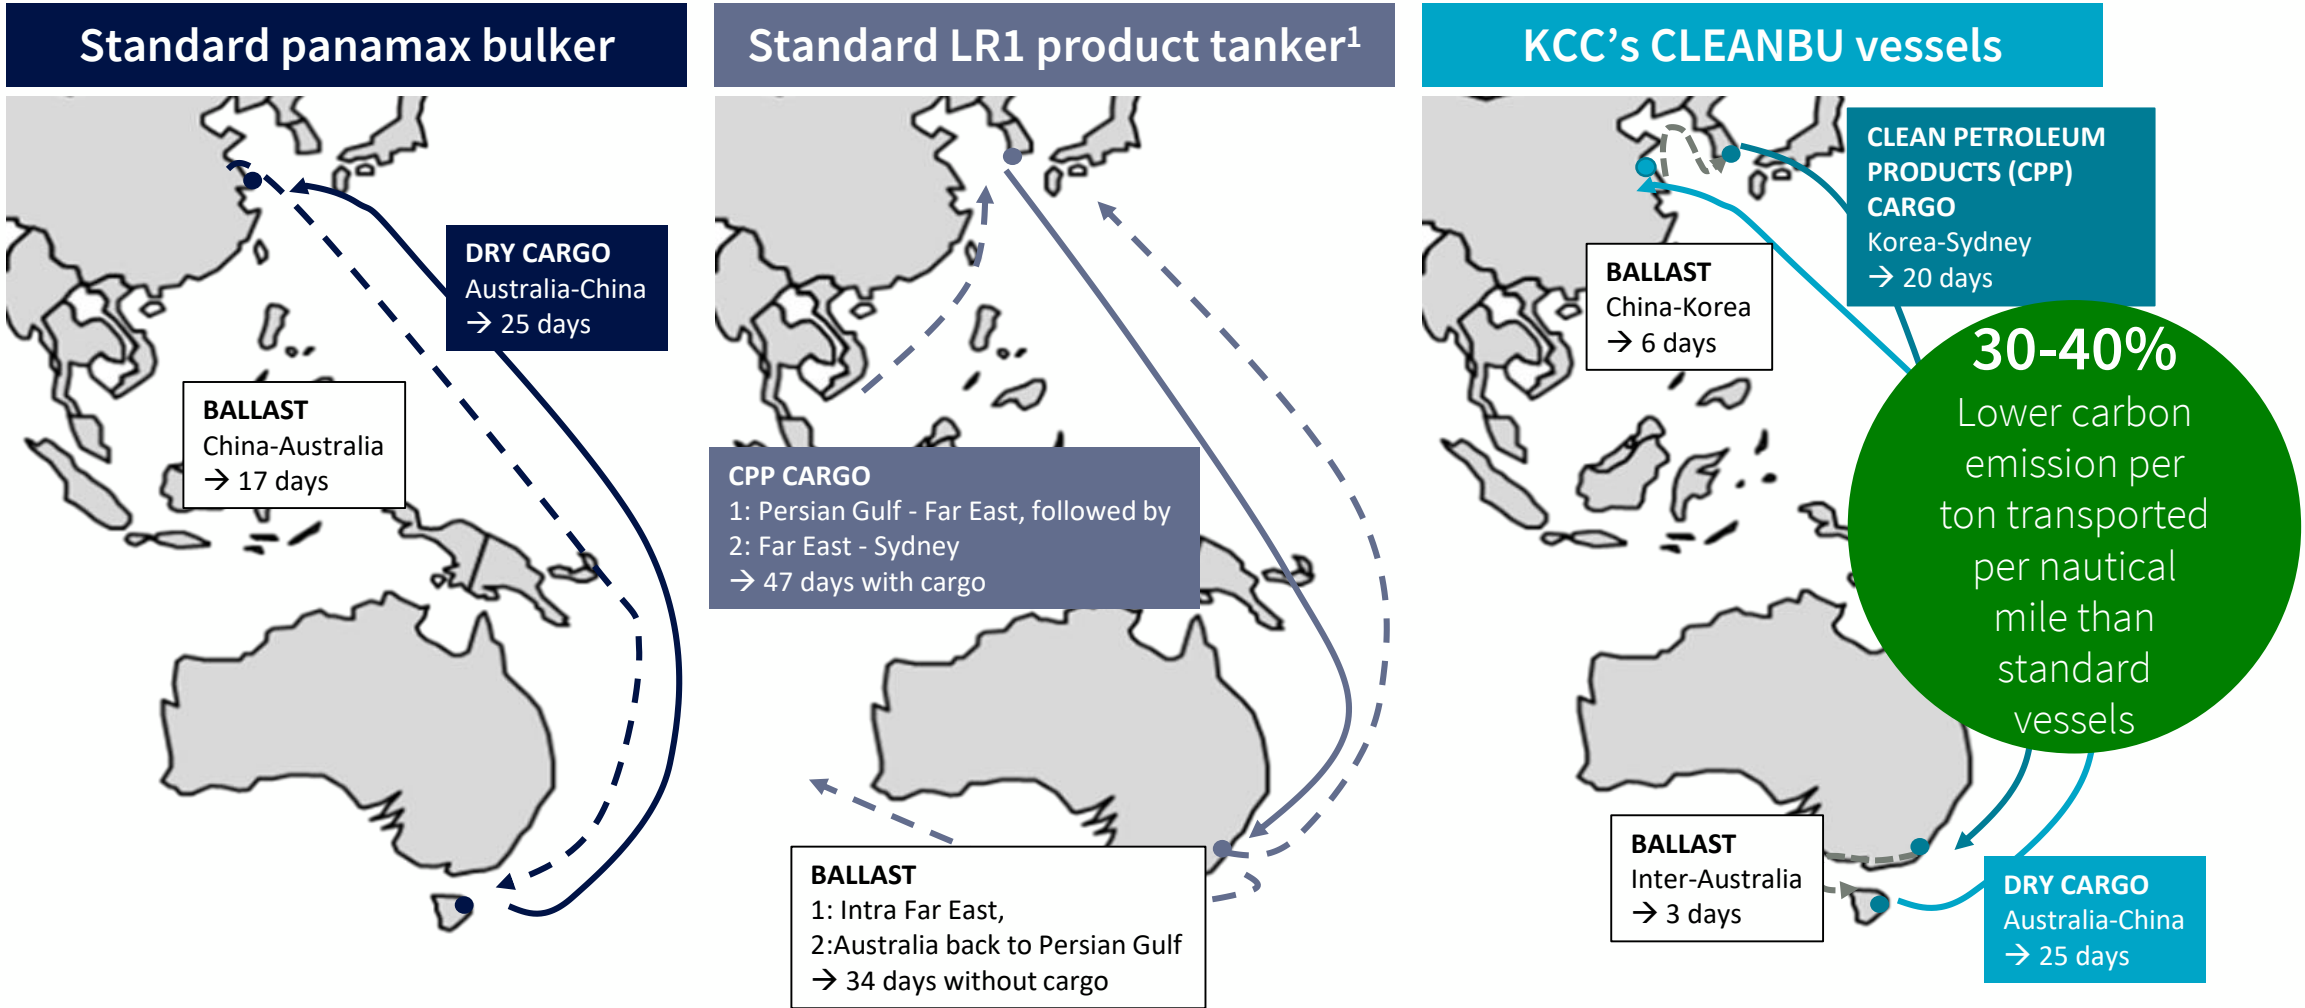 Standard panamax bulker
DRY CARGO
Australia-China
→ 25 days
BALLAST
China-Australia
→ 17 days
Standard LR1 product tanker¹
CPP CARGO
1: Persian Gulf - Far East, followed by
2: Far East - Sydney
→ 47 days with cargo
BALLAST
1: Intra Far East,
2:Australia back to Persian Gulf
→ 34 days without cargo
KCC’s CLEANBU vessels
CLEAN PETROLEUM
PRODUCTS (CPP)
CARGO
Korea-Sydney
→ 20 days
BALLAST
China-Korea
→ 6 days
30-40%
Lower carbon
emission per
ton transported
per nautical
mile than
standard
vessels
BALLAST
Inter-Australia
→ 3 days
DRY CARGO
Australia-China
→ 25 days